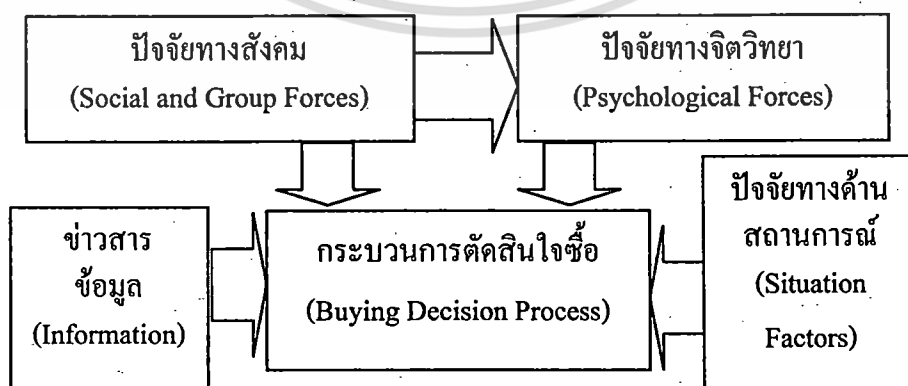 ปัจจัยทางสังคม
(Social and Group Forces)
ปัจจัยทางจิตวิทยา
(Psychological Forces)
ข่าวสาร
ข้อมูล
(Information)
กระบวนการตัดสินใจซื้อ
(Buying Decision Process)
ปัจจัยทางด้าน
สถานการณ์
(Situation
Factors)